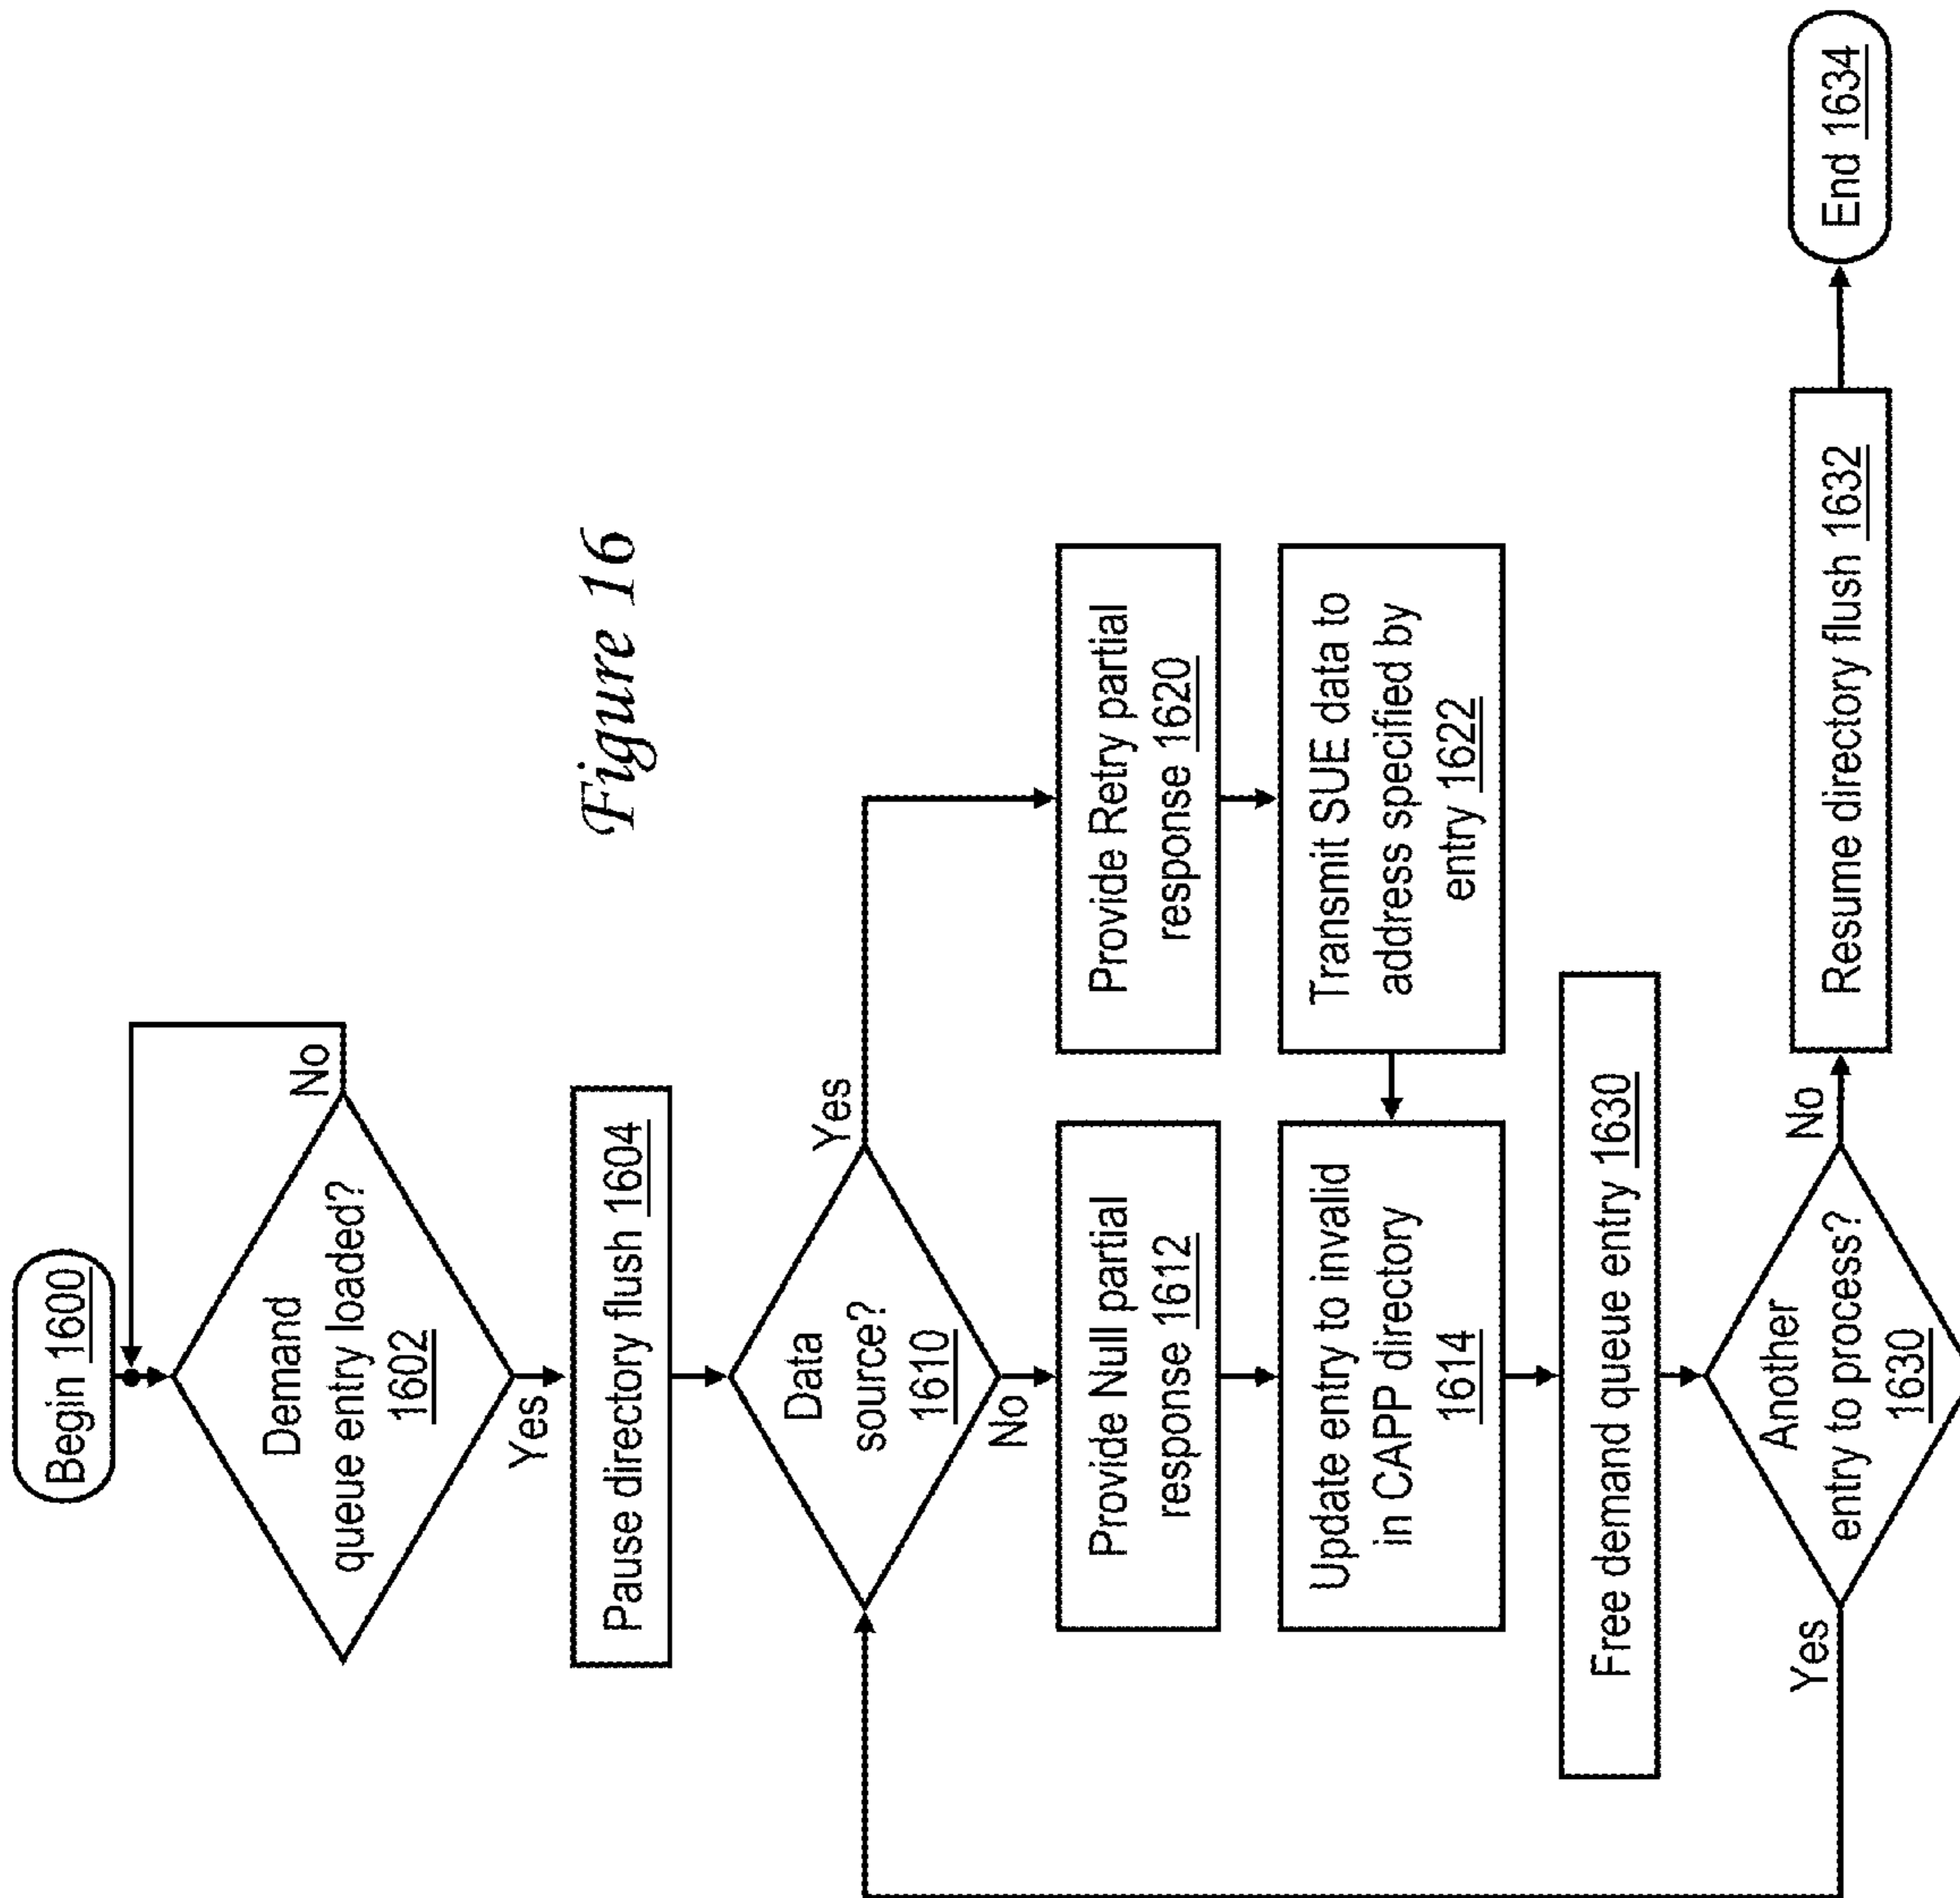 Begin 1600
Demand
queue entry loaded?
1602
No
Yes
Pause directory flush 1604
Data
source?
1610
Yes
No
Provide Null partial
response 1612
Provide Retry partial
response 1620
Update entry to invalid
in CAPP directory
1614
Transmit SUE data to
address specified by
entry 1622
Free demand queue entry 1630
Another
entry to process?
1630
Yes
No
Resume directory flush 1632
End 1634
Figure 16